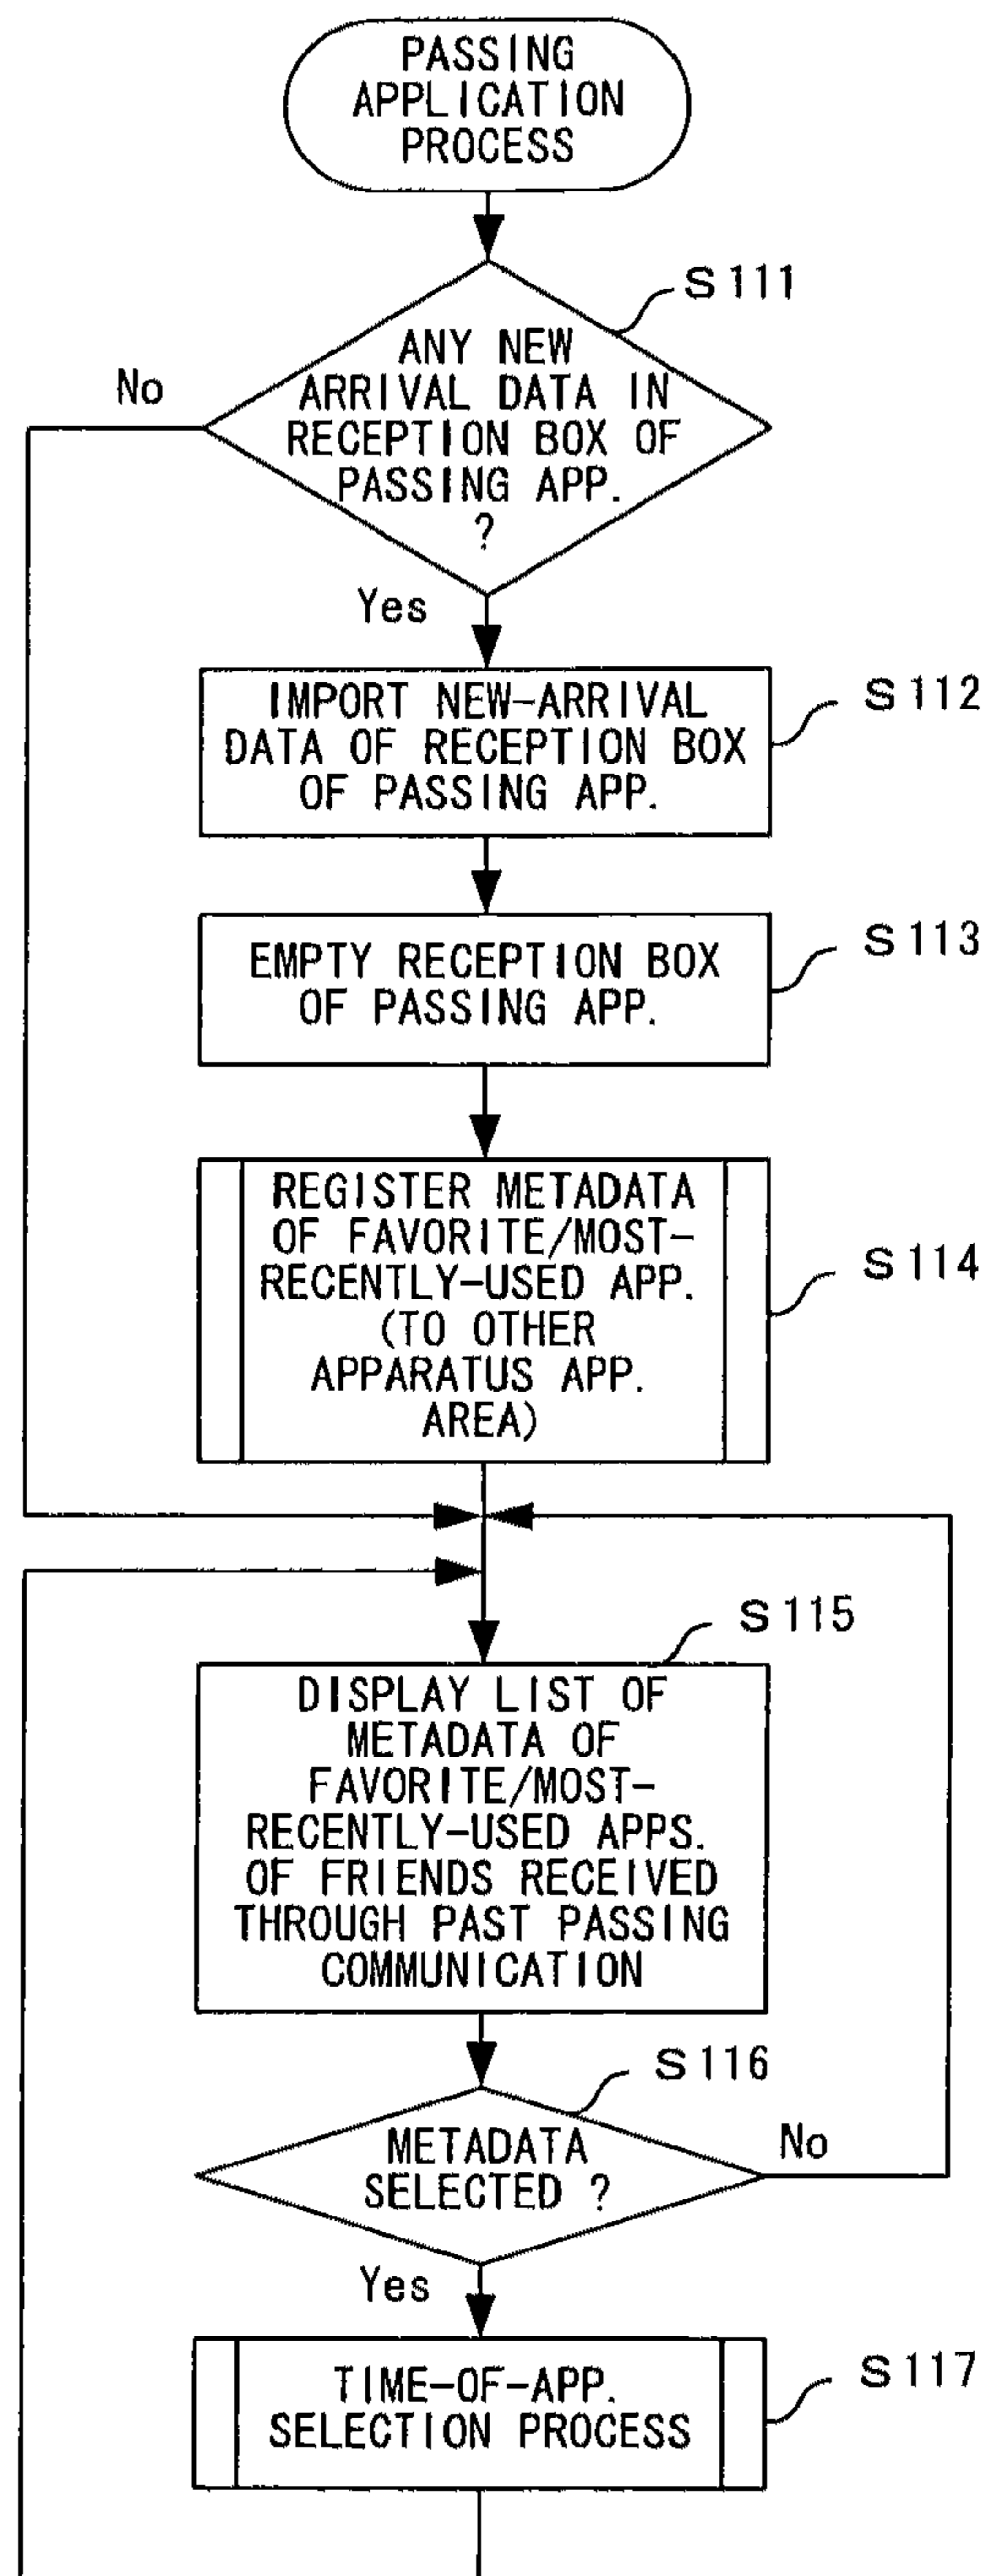 PASSING
APPLICATION
PROCESS
S111
ANY NEW
ARRIVAL DATA IN
RECEPTION BOX OF
PASSING APP.
?
No
Yes
IMPORT NEW-ARRIVAL
DATA OF RECEPTION BOX
OF PASSING APP.
S112
EMPTY RECEPTION BOX
OF PASSING APP.
S113
REGISTER METADATA
OF FAVORITE/MOST-
RECENTLY-USED APP.
(TO OTHER
APPARATUS APP.
AREA)
S114
S115
DISPLAY LIST OF
METADATA OF
FAVORITE/MOST-
RECENTLY-USED APPS.
OF FRIENDS RECEIVED
THROUGH PAST PASSING
COMMUNICATION
S116
METADATA
SELECTED ?
No
Yes
TIME-OF-APP.
SELECTION PROCESS
S117